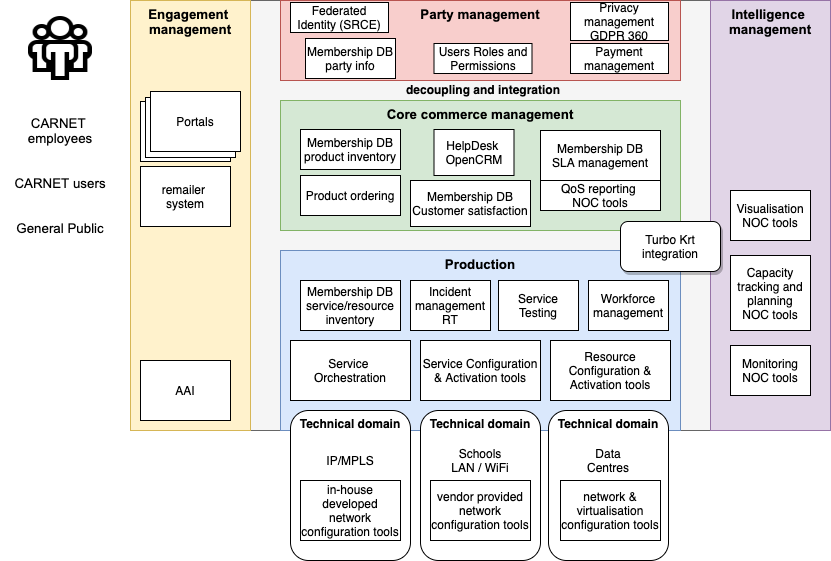 CARNET
employees
CARNET users
General Public
Engagement
management
Portals
remailer
system
AAI
Party management
Federated
Identity (SRCE)
Membership DB
party info
Users Roles and
Permissions
Privacy
management
GDPR 360
Payment
management
decoupling and integration
Core commerce management
Membership DB
product inventory
HelpDesk
OpenCRM
Membership DB
SLA management
Product ordering
Membership DB
Customer satisfaction
QoS reporting
NOC tools
Turbo Krt
integration
Production
Membership DB
service/resource
inventory
Incident
management
RT
Service
Testing
Workforce
management
Service
Orchestration
Service Configuration
& Activation tools
Resource
Configuration &
Activation tools
Technical domain
IP/MPLS
in-house
developed
network
configuration tools
Technical domain
Schools
LAN / WiFi
vendor provided
network
configuration tools
Technical domain
Data
Centres
network &
virtualisation
configuration tools
Intelligence
management
Visualisation
NOC tools
Capacity
tracking and
planning
NOC tools
Monitoring
NOC tools